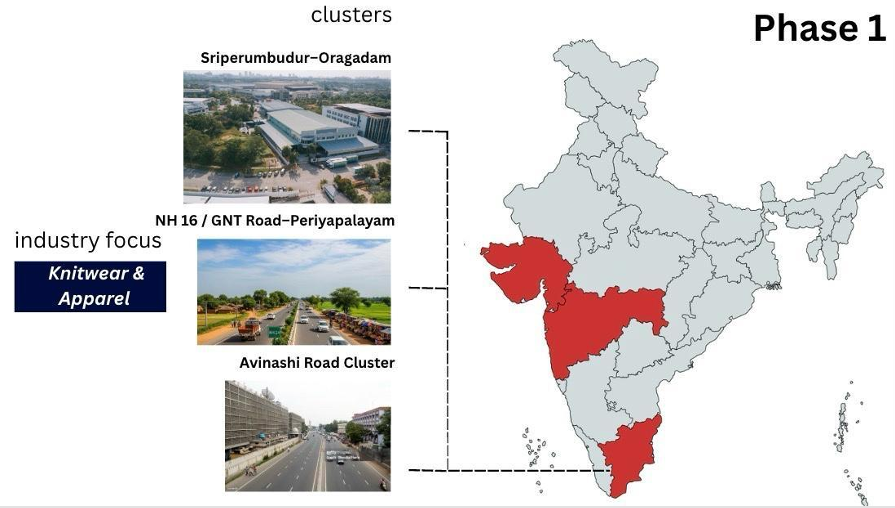 clusters
Phase 1
Sriperumbudur–Oragadam
NH 16 / GNT Road–Periyapalayam
industry focus
Knitwear &
Apparel
Avinashi Road Cluster